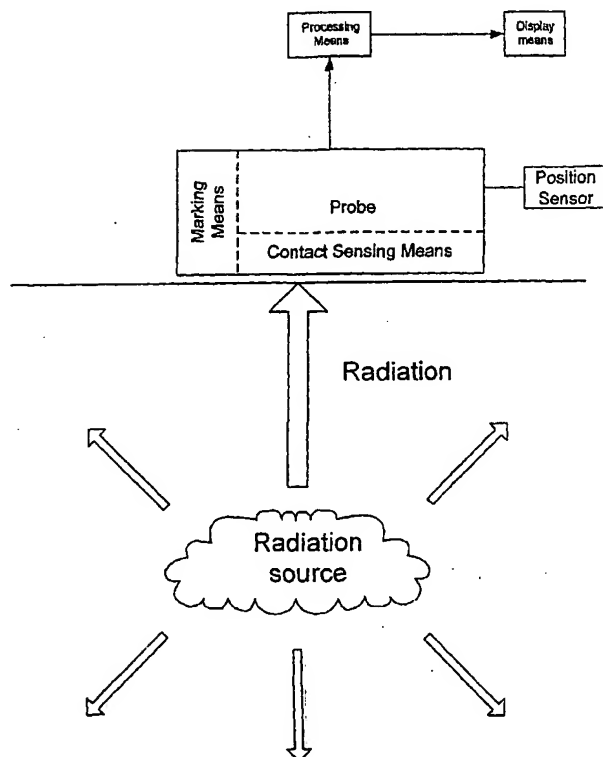 Processing
Means
Display
means
Marking
Means
Probe
Position
Sensor
Contact Sensing Means
Radiation
Radiation
source